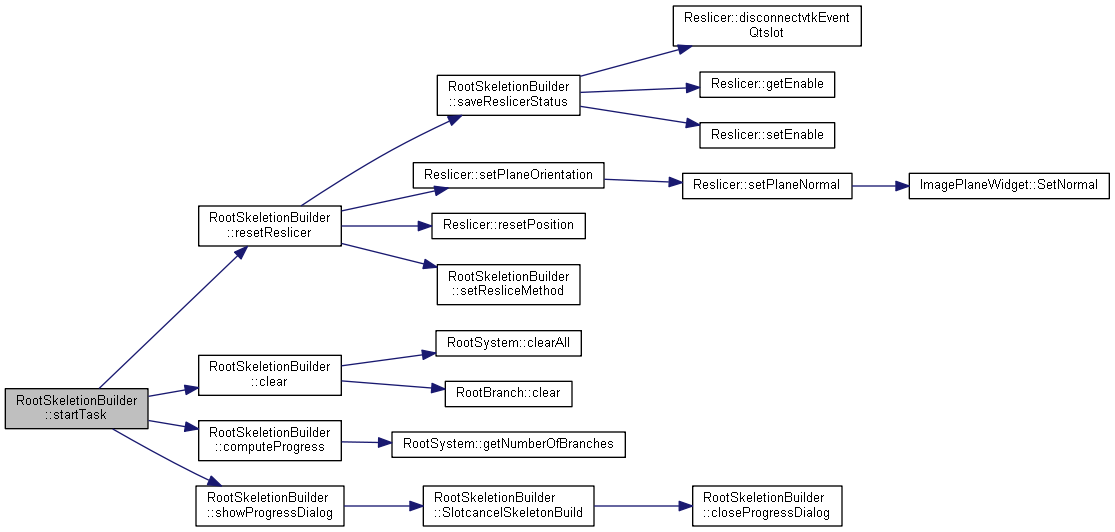 Reslicer::disconnectvtkEvent
Qtslot
RootSkeletionBuilder
::saveReslicerStatus
Reslicer::getEnable
Reslicer::setEnable
Reslicer::setPlaneOrientation
Reslicer::setPlaneNormal
ImagePlaneWidget::SetNormal
RootSkeletionBuilder
::resetReslicer
Reslicer::resetPosition
RootSkeletionBuilder
::setResliceMethod
RootSystem::clearAll
RootSkeletionBuilder
::clear
RootBranch::clear
RootSkeletionBuilder
::startTask
RootSkeletionBuilder
::computeProgress
RootSystem::getNumberOfBranches
RootSkeletionBuilder
::showProgressDialog
RootSkeletionBuilder
::SlotcancelSkeletonBuild
RootSkeletionBuilder
::closeProgressDialog